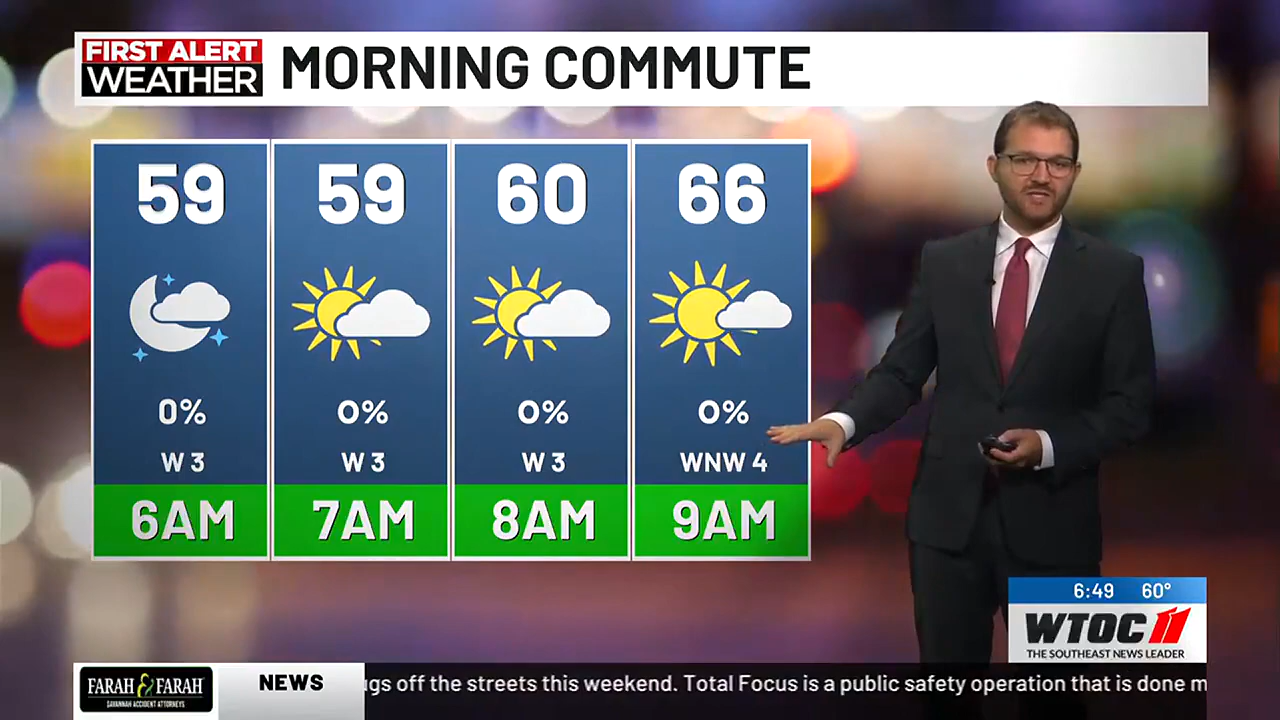 FIRST ALERT
WEATHER
MORNING COMMUTE
59 59 60 66
0% 0% 0% 0%
W 3 W 3 W 3 WNW 4
6AM 7AM 8AM 9AM
6:49 60°
WTOC 11
THE SOUTHEAST NEWS LEADER
FARAH & FARAH
SAVANNAH ACCIDENT ATTORNEYS
NEWS
ugs off the streets this weekend. Total Focus is a public safety operation that is done m